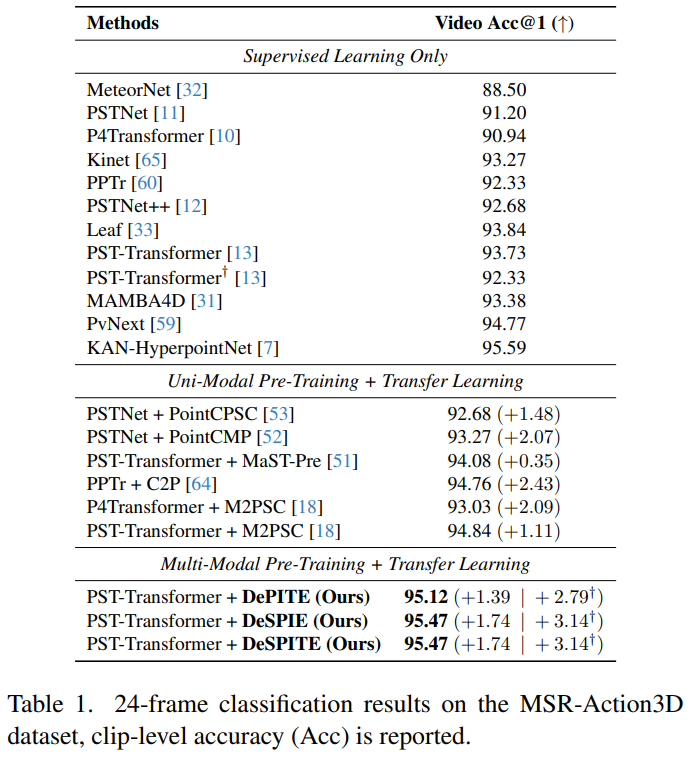 Methods Video Acc@1 (↑)
Supervised Learning Only
MeteorNet [32] 88.50
PSTNet [11] 91.20
P4Transformer [10] 90.94
Kinet [65] 93.27
PPTr [60] 92.33
PSTNet++ [12] 92.68
Leaf [33] 93.84
PST-Transformer [13] 93.73
PST-Transformer† [13] 92.33
MAMBA4D [31] 93.38
PvNext [59] 94.77
KAN-HyperpointNet [7] 95.59
Uni-Modal Pre-Training + Transfer Learning
PSTNet + PointCPSC [53] 92.68 (+1.48)
PSTNet + PointCMP [52] 93.27 (+2.07)
PST-Transformer + MaST-Pre [51] 94.08 (+0.35)
PPTr + C2P [64] 94.76 (+2.43)
P4Transformer + M2PSC [18] 93.03 (+2.09)
PST-Transformer + M2PSC [18] 94.84 (+1.11)
Multi-Modal Pre-Training + Transfer Learning
PST-Transformer + DePITE (Ours) 95.12 (+1.39 | + 2.79†)
PST-Transformer + DeSPIE (Ours) 95.47 (+1.74 | + 3.14†)
PST-Transformer + DeSPITE (Ours) 95.47 (+1.74 | + 3.14†)
Table 1. 24-frame classification results on the MSR-Action3D
dataset, clip-level accuracy (Acc) is reported.